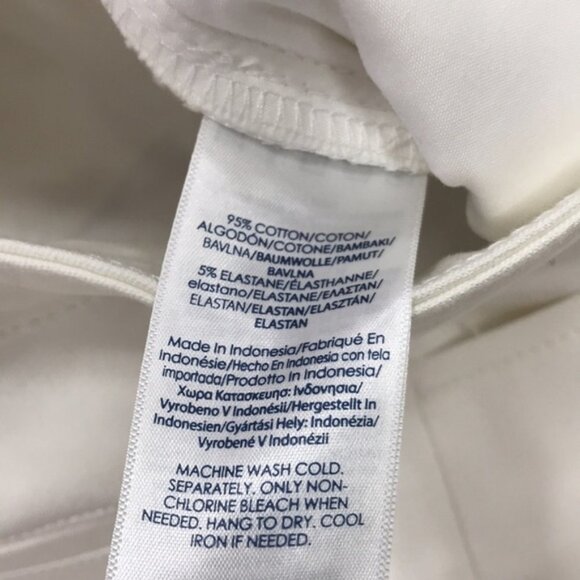 95% COTTON/COTON/
ALGODÓN/COTONE/BAMBAKI/
BAVLNA/BAUMWOLLE/PAMUT/
BAVLNA
5% ELASTANE/ÉLASTHANNE/
elastano/ELASTANE/ΕΛΑΣΤΑΝ/
ELASTAN/ELASTAN/ELASZTÁN/
ELASTAN
Made In Indonesia/Fabriqué En
Indonésie/Hecho En Indonesia con tela
importada/Prodotto In Indonesia/
Χωρα Κατασκευησ: Ινδονησια/
Vyrobeno V Indonésii/Hergestellt In
Indonesien/Gyártási Hely: Indonézia/
Vyrobené V Indonézii
MACHINE WASH COLD.
SEPARATELY. ONLY NON-
CHLORINE BLEACH WHEN
NEEDED. HANG TO DRY. COOL
IRON IF NEEDED.